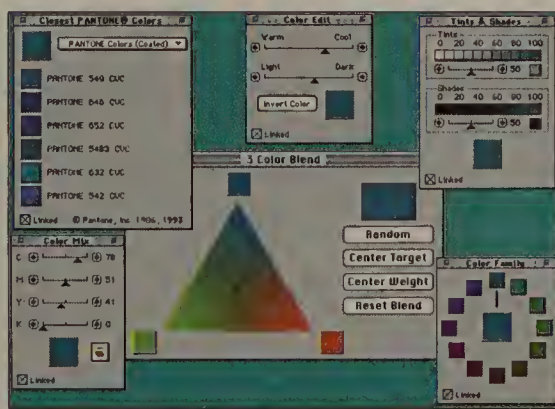 Closest PANTONE® Colors
PANTONE Colors (Coated)
PANTONE 549 CVC
PANTONE 646 CVC
PANTONE 652 CVC
PANTONE 5483 CVC
PANTONE 632 CVC
PANTONE 542 CVC
Linked © Pantone, Inc. 1986, 1993
Color Edit
Warm Cool
Light Dark
Invert Color
Linked
Tints & Shades
Tints
0 20 40 60 80 100
50
Shades
0 20 40 60 80 100
50
Linked
3 Color Blend
Random
Center Target
Center Weight
Reset Blend
Color Mix
C 78
M 51
Y 41
K 0
Linked
Color Family
Linked